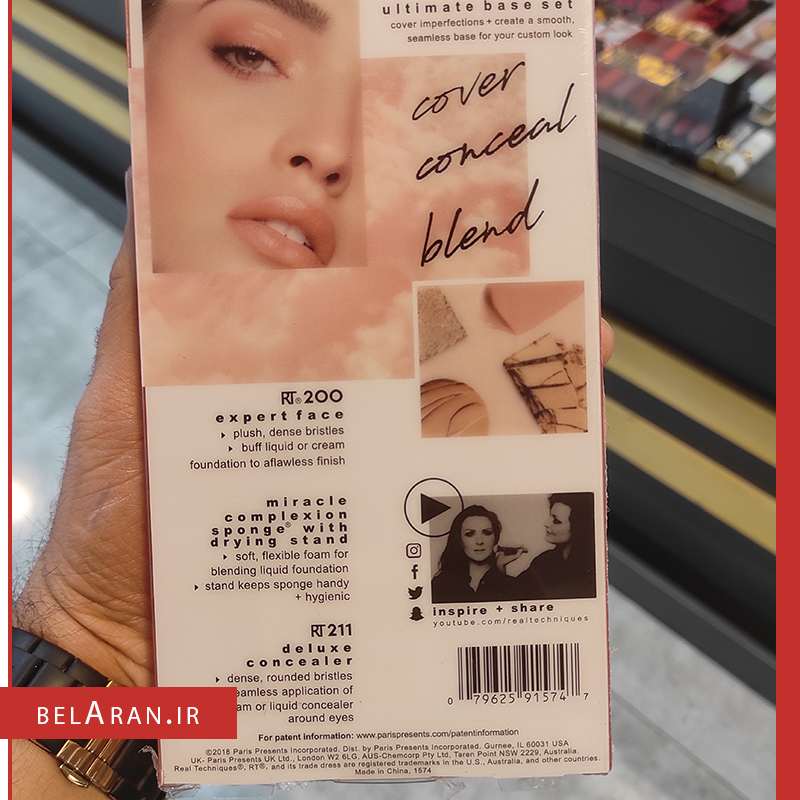 ultimate base set
cover imperfections + create a smooth,
seamless base for your custom look
cover
conceal
blend
RT® 200
expert face
plush, dense bristles
buff liquid or cream
foundation to aflawless finish
miracle
complexion
sponge® with
drying stand
soft, flexible foam for
blending liquid foundation
stand keeps sponge handy
+ hygienic
RT 211
deluxe
concealer
dense, rounded bristles
application of
or liquid concealer
around eyes
inspire + share
youtube.com/realtechniques
0 79625 91574 7
For patent information: www.parispresents.com/patentinformation
©2018 Paris Presents Incorporated. Dist. by Paris Presents Incorporated. Gurnee, IL 60031 USA
UK- Paris Presents UK Ltd., London W2 6LG, AUS-Chemcorp Pty Ltd, Taren Point NSW 2229, Australia.
Real Techniques®, RT®, and its trade dress are registered trademarks in the U.S., Australia, and other countries.
Made in China, 1574
BELARAN.IR